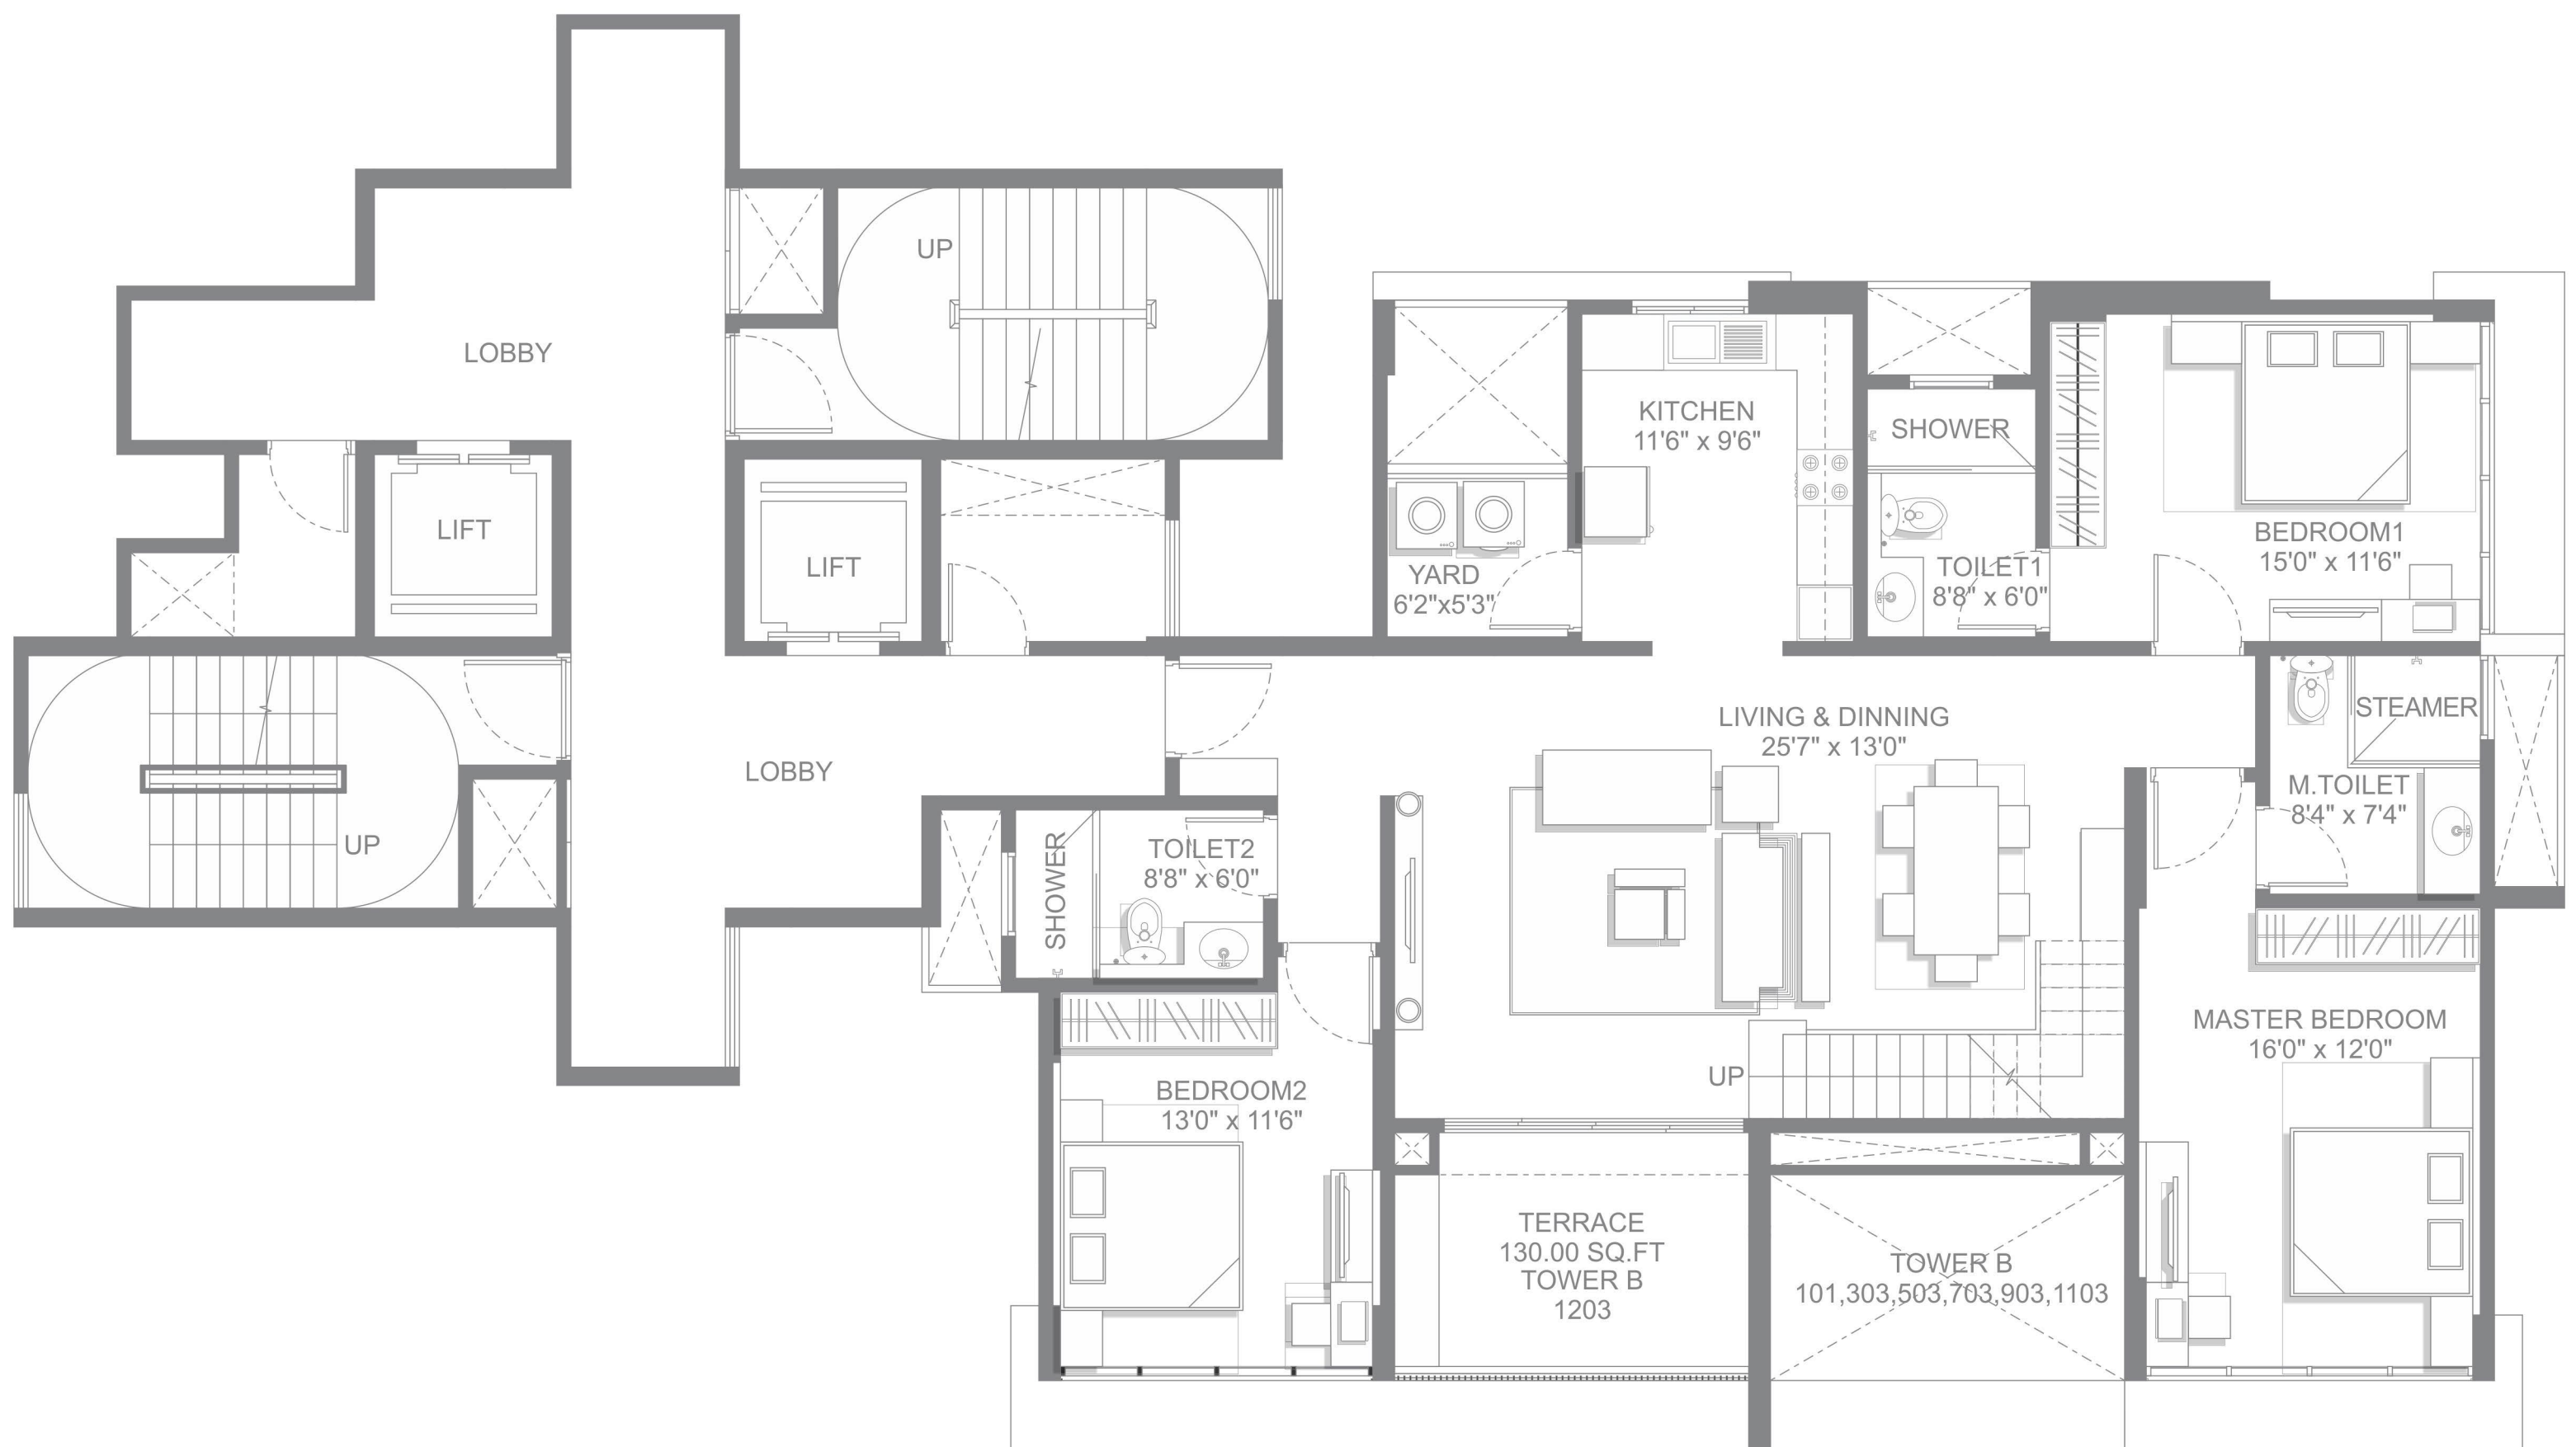 UP
LOBBY
LIFT
LIFT
UP
LOBBY
KITCHEN
11'6" x 9'6"
SHOWER
YARD
6'2"x5'3"
TOILET1
8'8" x 6'0"
BEDROOM1
15'0" x 11'6"
LIVING & DINNING
25'7" x 13'0"
STEAMER
M.TOILET
8'4" x 7'4"
SHOWER
TOILET2
8'8" x 6'0"
MASTER BEDROOM
16'0" x 12'0"
UP
BEDROOM2
13'0" x 11'6"
TERRACE
130.00 SQ.FT
TOWER B
1203
TOWER B
101,303,503,703,903,1103